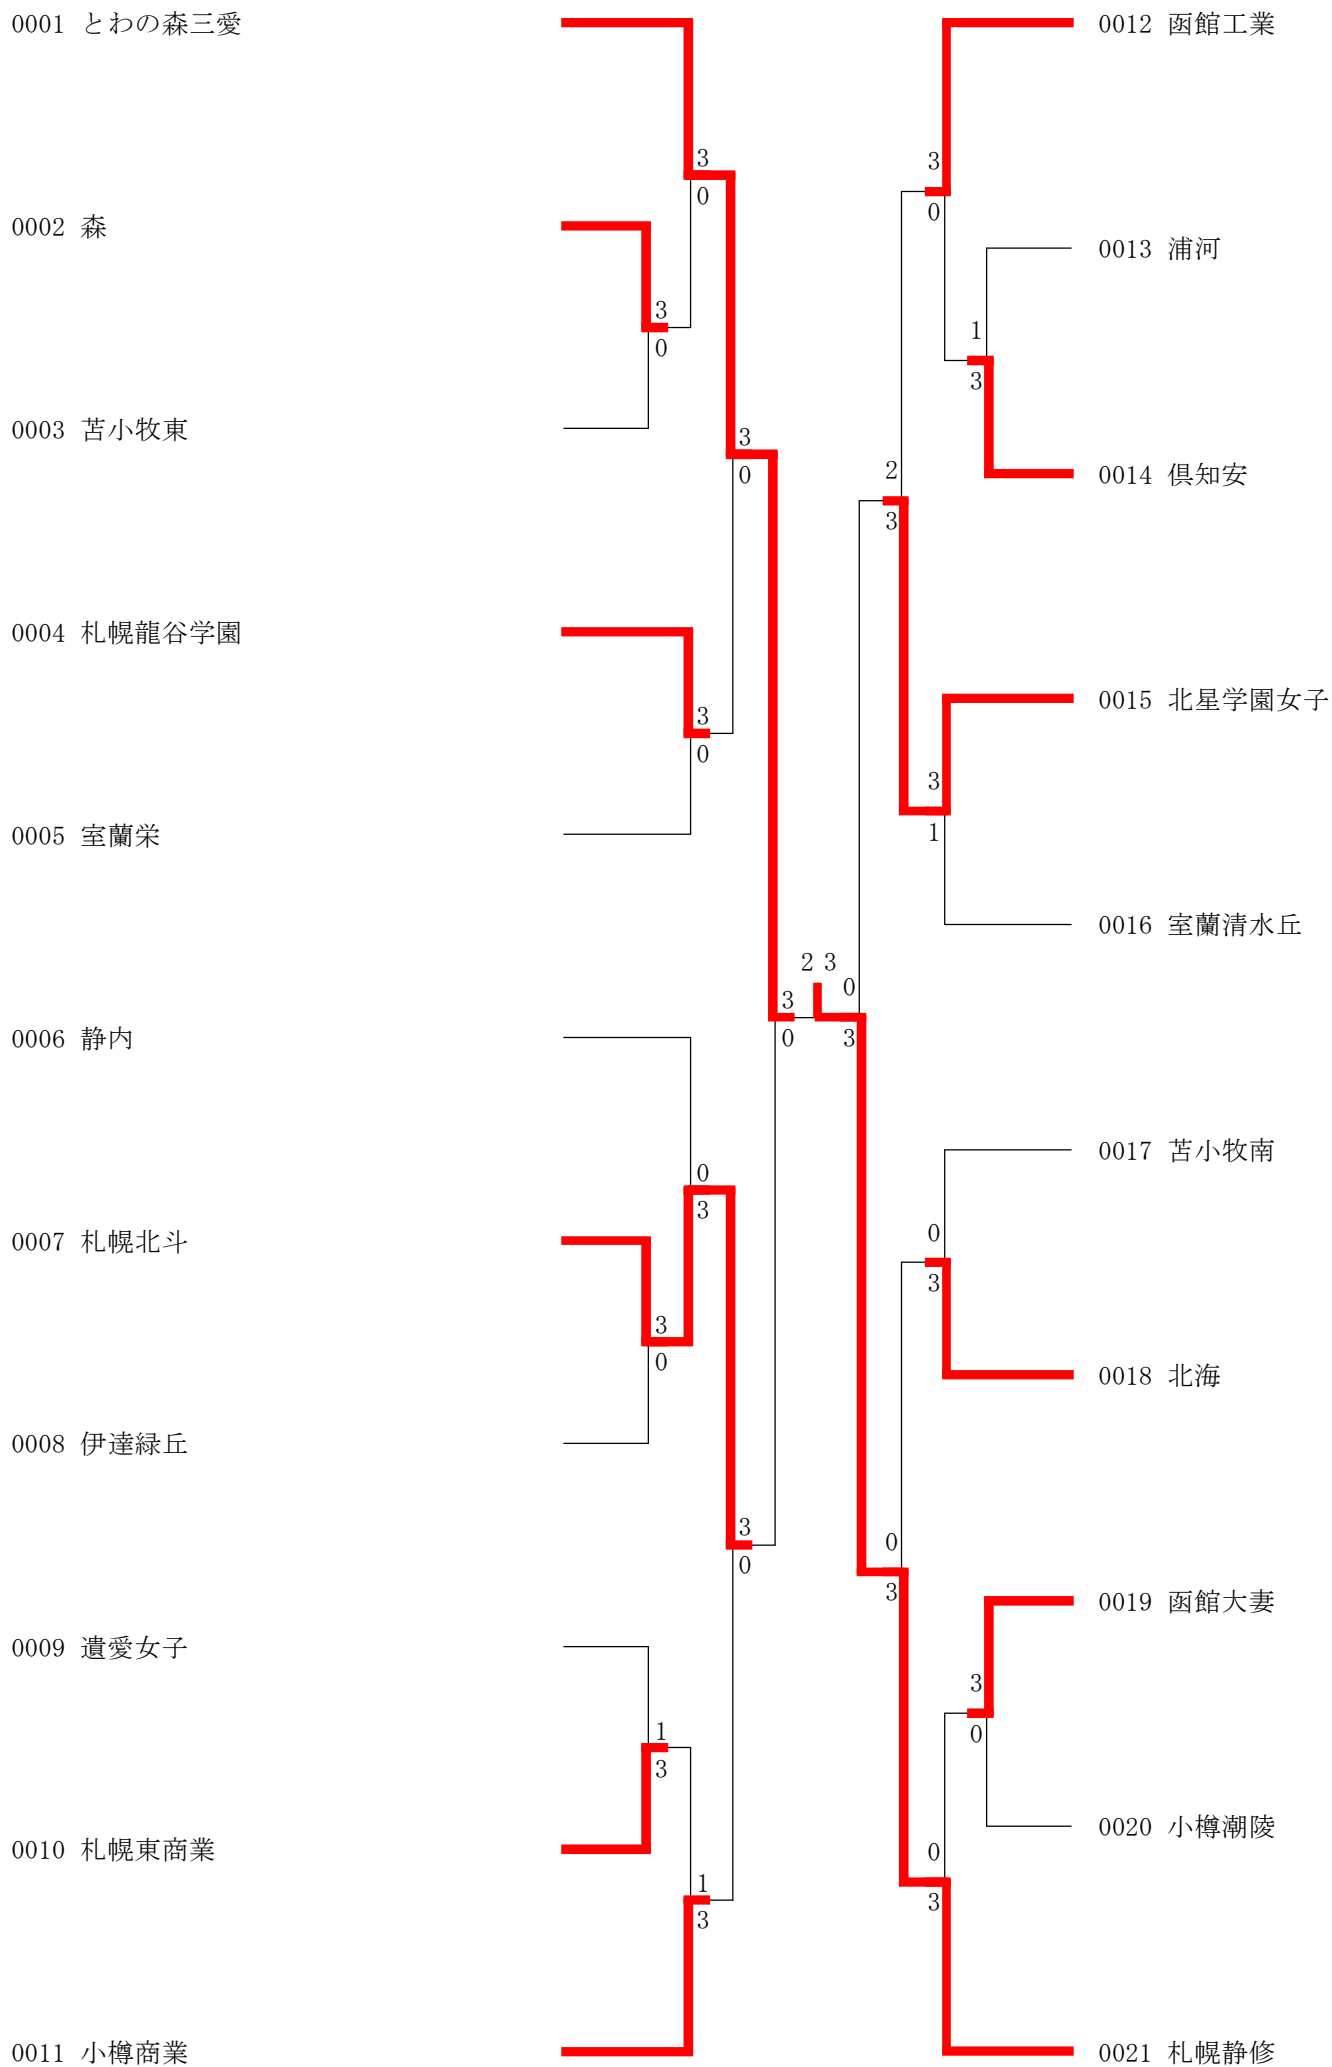 0001 とわの森三愛
0002 森
0003 苫小牧東
0004 札幌龍谷学園
0005 室蘭栄
0006 静内
0007 札幌北斗
0008 伊達緑丘
0009 遺愛女子
0010 札幌東商業
0011 小樽商業
3
0
3
0
3
0
3
0
0
3
3
0
3
0
1
3
1
3
3
0
2 3
0
3
3
0
1
3
2
3
3
1
0
3
0
3
3
0
0
3
0012 函館工業
0013 浦河
0014 倶知安
0015 北星学園女子
0016 室蘭清水丘
0017 苫小牧南
0018 北海
0019 函館大妻
0020 小樽潮陵
0021 札幌静修